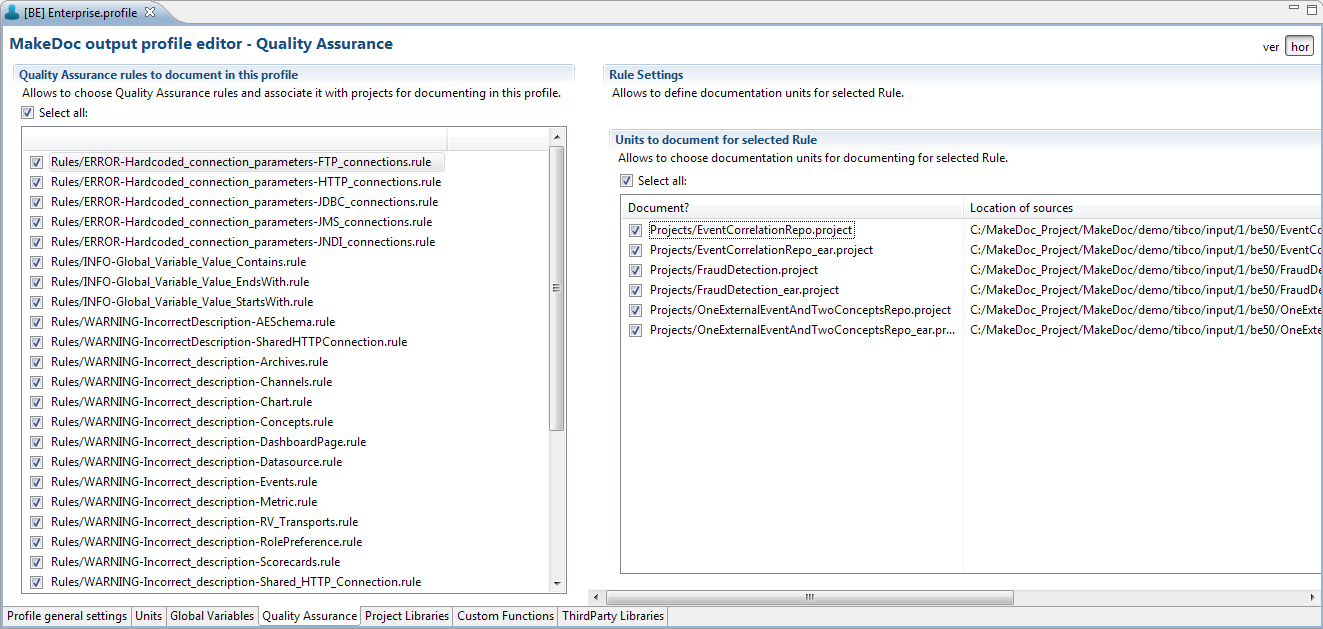 [BE] Enterprise.profile
MakeDoc output profile editor - Quality Assurance
ver hor
Quality Assurance rules to document in this profile
Allows to choose Quality Assurance rules and associate it with projects for documenting in this profile.
Select all:
Rules/ERROR-Hardcoded_connection_parameters-FTP_connections.rule
Rules/ERROR-Hardcoded_connection_parameters-HTTP_connections.rule
Rules/ERROR-Hardcoded_connection_parameters-JDBC_connections.rule
Rules/ERROR-Hardcoded_connection_parameters-JMS_connections.rule
Rules/ERROR-Hardcoded_connection_parameters-JNDI_connections.rule
Rules/INFO-Global_Variable_Value_Contains.rule
Rules/INFO-Global_Variable_Value_EndsWith.rule
Rules/INFO-Global_Variable_Value_StartsWith.rule
Rules/WARNING-IncorrectDescription-AESchema.rule
Rules/WARNING-IncorrectDescription-SharedHTTPConnection.rule
Rules/WARNING-Incorrect_description-Archives.rule
Rules/WARNING-Incorrect_description-Channels.rule
Rules/WARNING-Incorrect_description-Chart.rule
Rules/WARNING-Incorrect_description-Concepts.rule
Rules/WARNING-Incorrect_description-DashboardPage.rule
Rules/WARNING-Incorrect_description-Datasource.rule
Rules/WARNING-Incorrect_description-Events.rule
Rules/WARNING-Incorrect_description-Metric.rule
Rules/WARNING-Incorrect_description-RV_Transports.rule
Rules/WARNING-Incorrect_description-RolePreference.rule
Rules/WARNING-Incorrect_description-Scorecards.rule
Rules/WARNING-Incorrect_description-Shared_HTTP_Connection.rule
Rule Settings
Allows to define documentation units for selected Rule.
Units to document for selected Rule
Allows to choose documentation units for documenting for selected Rule.
Select all:
Document? Location of sources
Projects/EventCorrelationRepo.project C:/MakeDoc_Project/MakeDoc/demo/tibco/input/1/be50/EventCo
Projects/EventCorrelationRepo_ear.project C:/MakeDoc_Project/MakeDoc/demo/tibco/input/1/be50/EventCo
Projects/FraudDetection.project C:/MakeDoc_Project/MakeDoc/demo/tibco/input/1/be50/FraudDe
Projects/FraudDetection_ear.project C:/MakeDoc_Project/MakeDoc/demo/tibco/input/1/be50/FraudDe
Projects/OneExternalEventAndTwoConceptsRepo.project C:/MakeDoc_Project/MakeDoc/demo/tibco/input/1/be50/OneExte
Projects/OneExternalEventAndTwoConceptsRepo_ear.pr... C:/MakeDoc_Project/MakeDoc/demo/tibco/input/1/be50/OneExte
Profile general settings Units Global Variables Quality Assurance Project Libraries Custom Functions ThirdParty Libraries